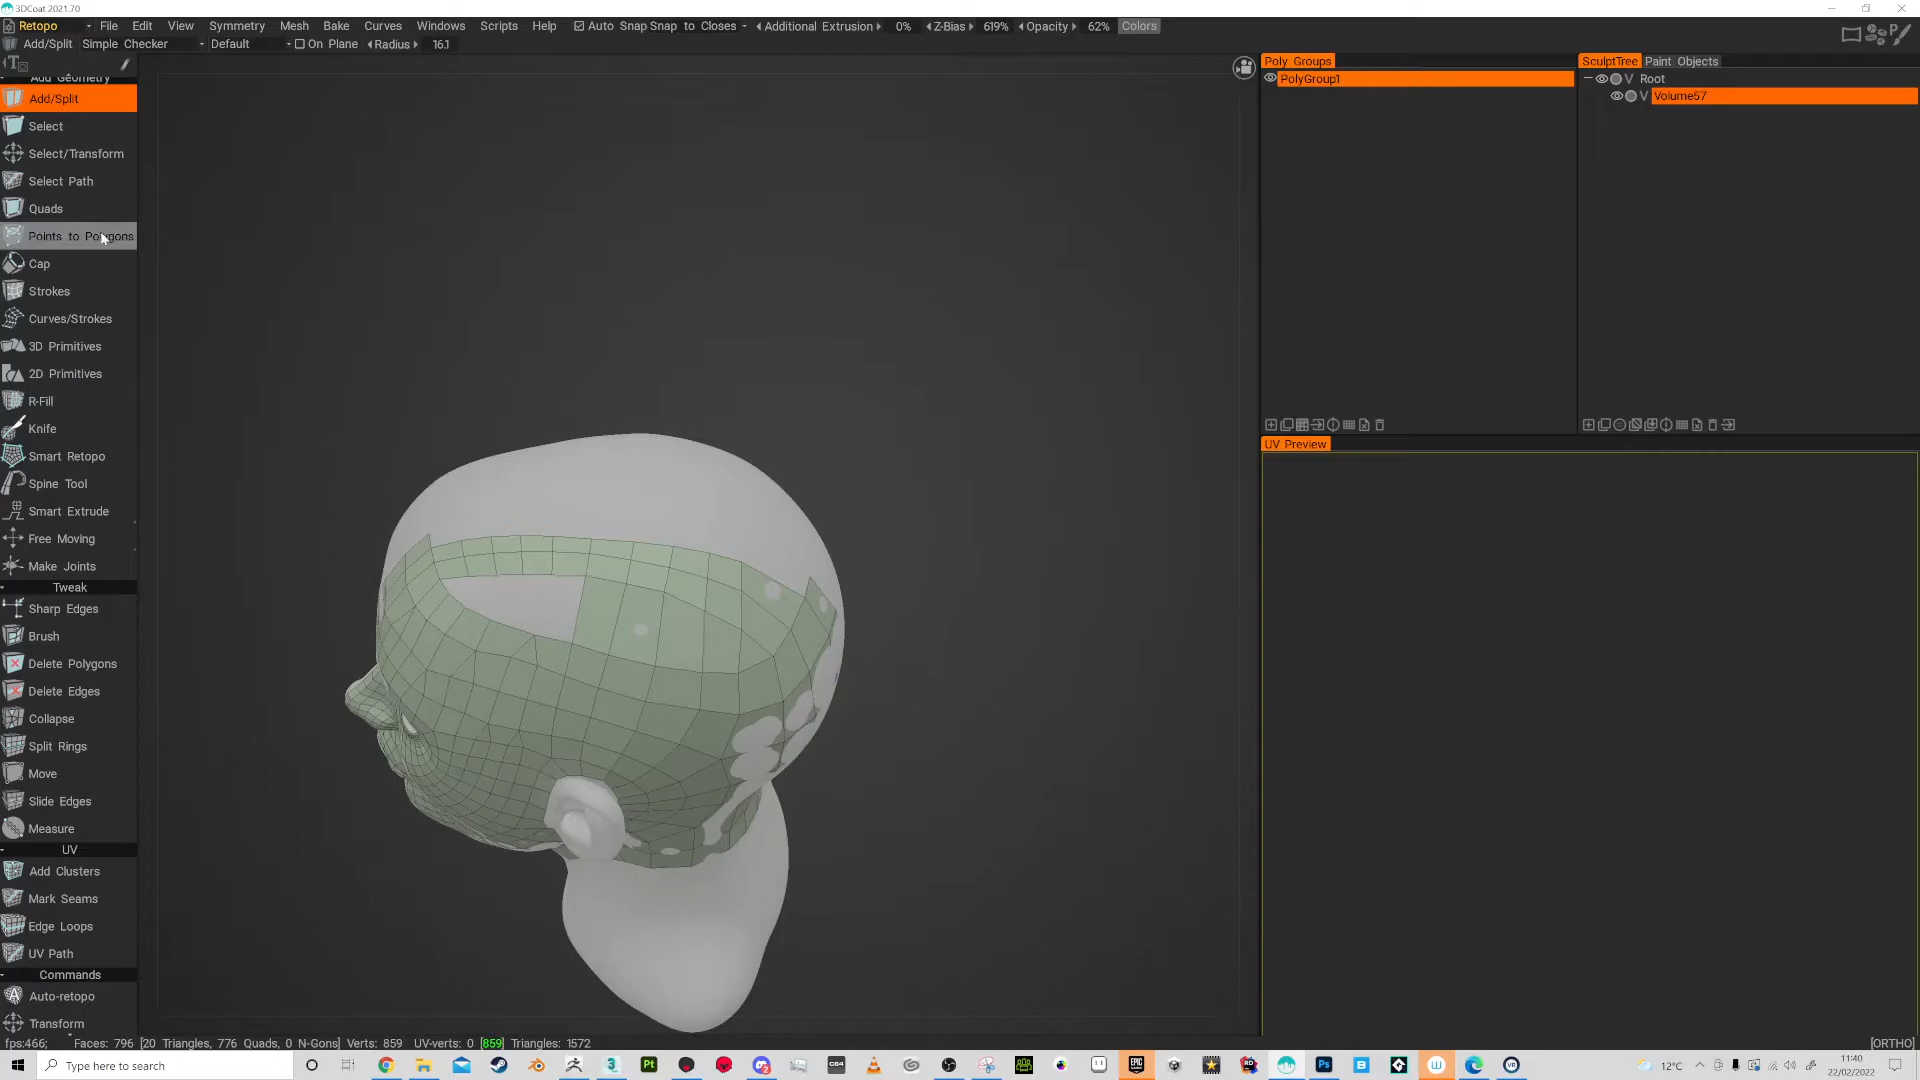 3DCoat 2021.70
Retopo File Edit View Symmetry Mesh Bake Curves Windows Scripts Help Auto Snap Snap to Closes Additional Extrusion 0% Z-Bias 619% Opacity 62% Colors
Add/Split Simple Checker Default On Plane Radius 16.1
Poly Groups SculptTree Paint Objects
PolyGroup1 Root
V Volume57
Add Geometry
Add/Split
Select
Select/Transform
Select Path
Quads
Points to Polygons
Cap
Strokes
Curves/Strokes
3D Primitives
2D Primitives
R-Fill
Knife
Smart Retopo
Spine Tool
Smart Extrude
Free Moving
Make Joints
Tweak
Sharp Edges
Brush
Delete Polygons
Delete Edges
Collapse
Split Rings
Move
Slide Edges
Measure
UV
Add Clusters
Mark Seams
Edge Loops
UV Path
Commands
Auto-retopo
Transform
UV Preview
fps:466; Faces: 796 [20 Triangles, 776 Quads, 0 N-Gons] Verts: 859 UV-verts: 0 [859] Triangles: 1572 [ORTHO]
Type here to search
12°C
11:40
22/02/2022